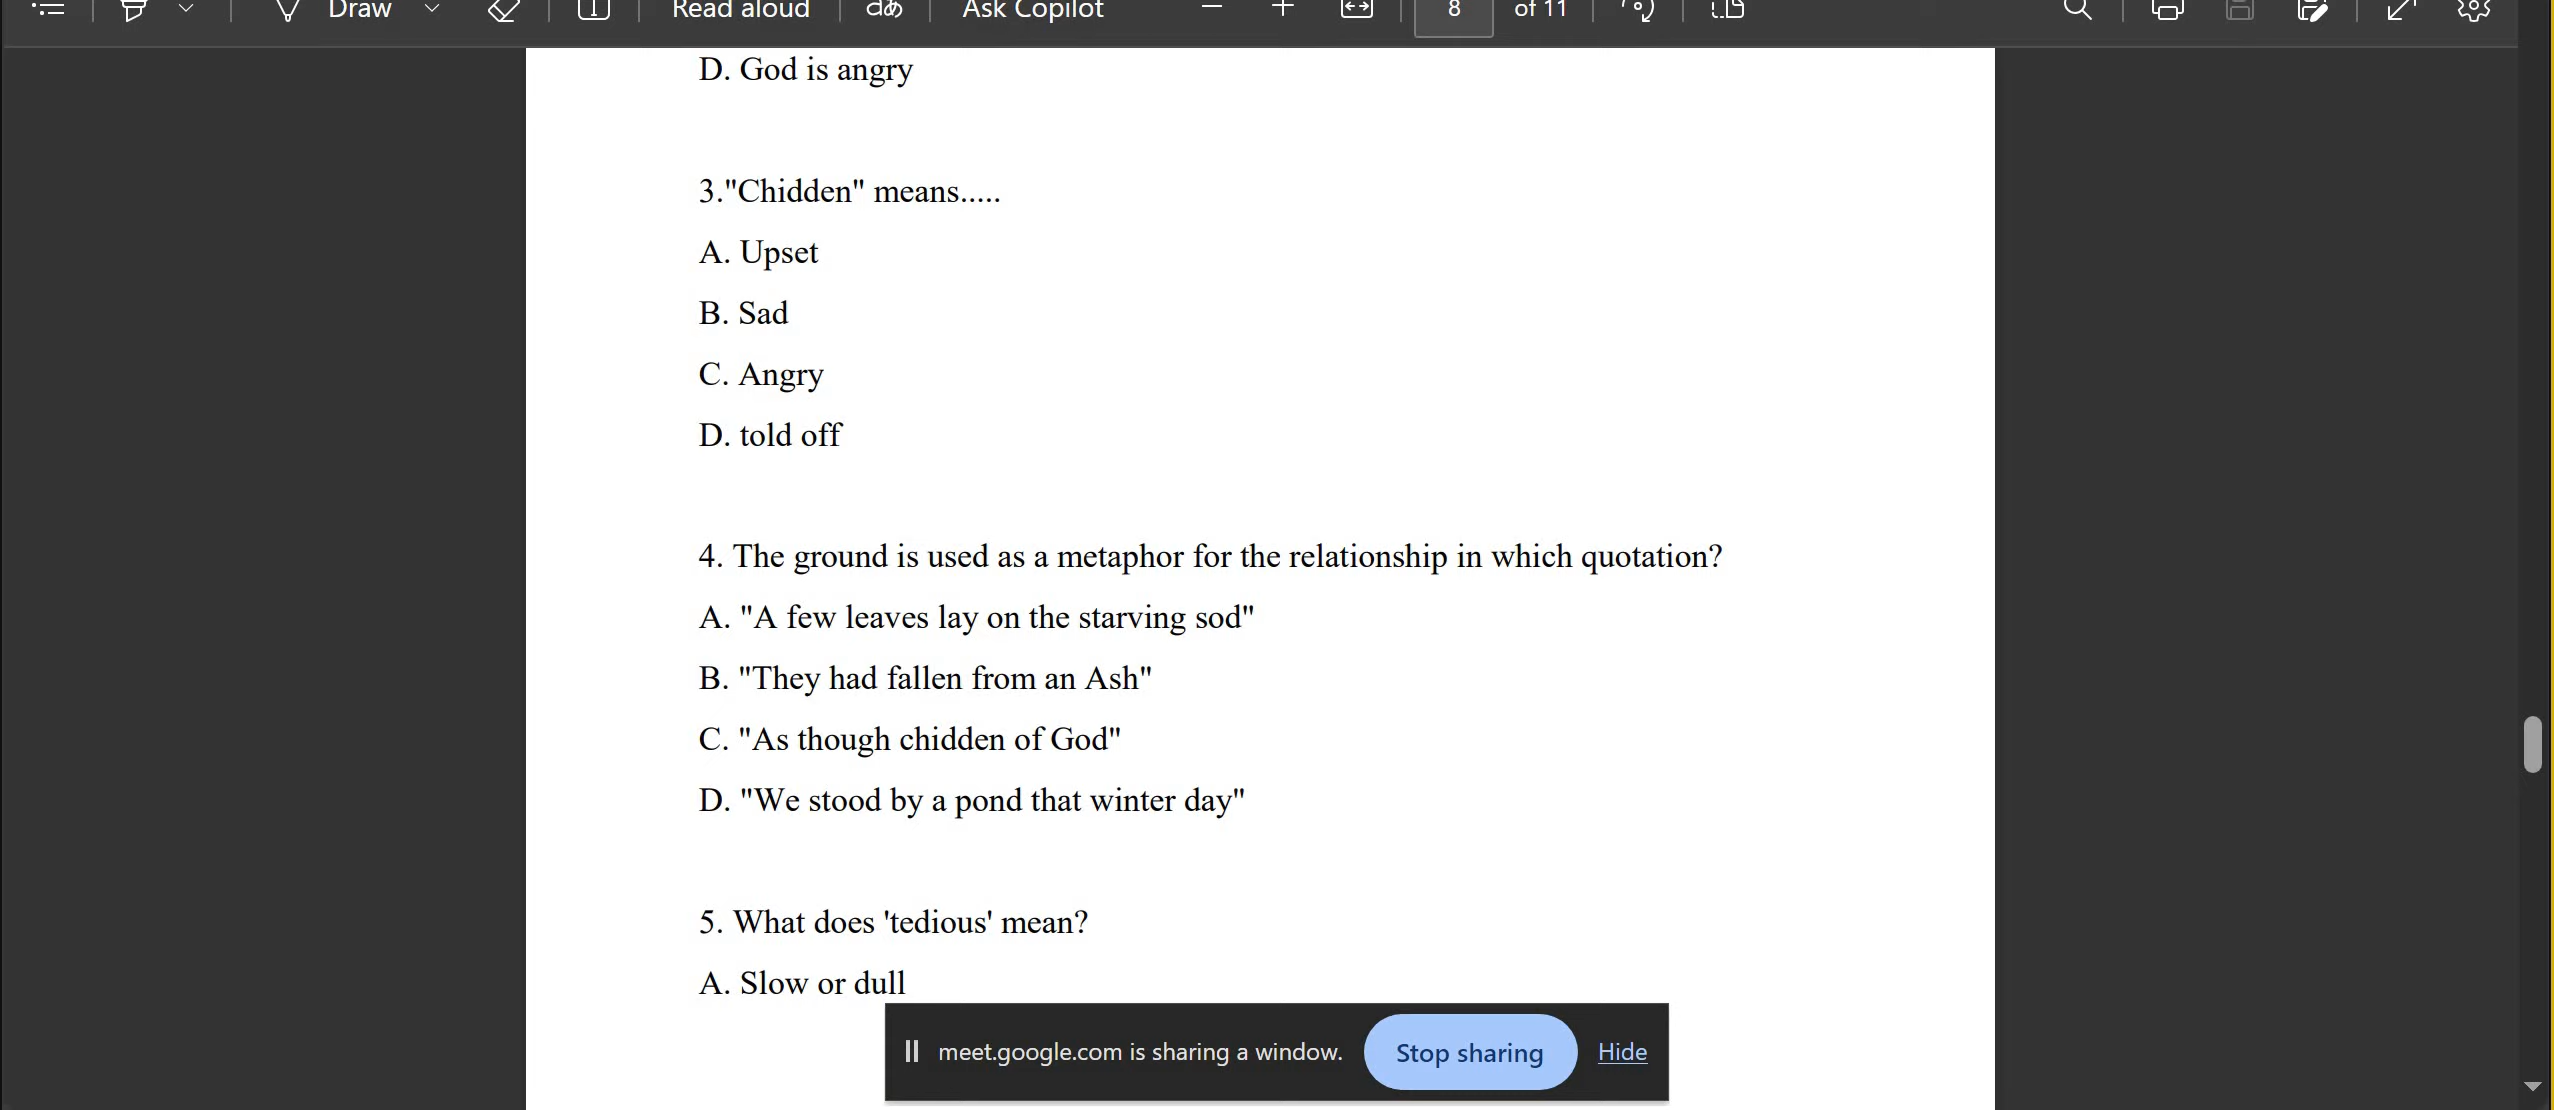 Draw
Read aloud
aあ
Ask Copilot
8
of 11
D. God is angry
3."Chidden" means.....
A. Upset
B. Sad
C. Angry
D. told off
4. The ground is used as a metaphor for the relationship in which quotation?
A. "A few leaves lay on the starving sod"
B. "They had fallen from an Ash"
C. "As though chidden of God"
D. "We stood by a pond that winter day"
5. What does 'tedious' mean?
A. Slow or dull
meet.google.com is sharing a window.
Stop sharing
Hide